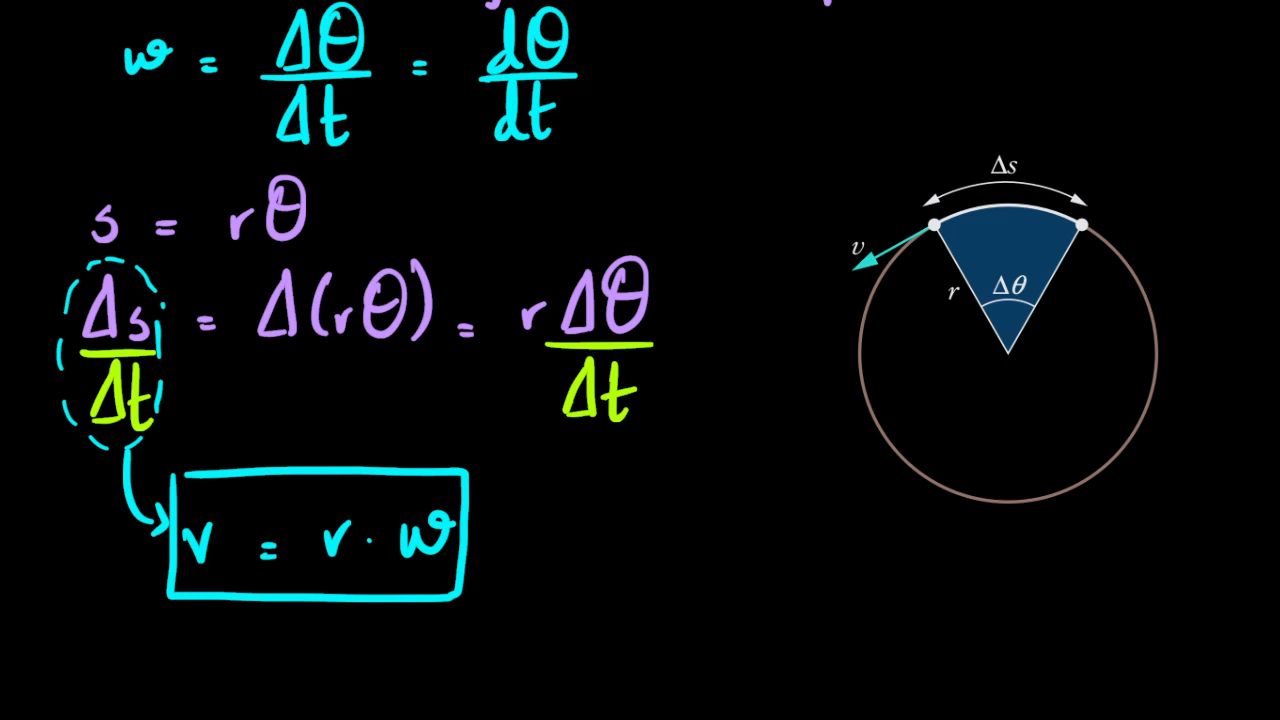 ω = Δθ/Δt = dθ/dt
s = rθ
Δs/Δt = Δ(rθ) = r Δθ/Δt
v = r · ω
Δs
v
r
Δθ